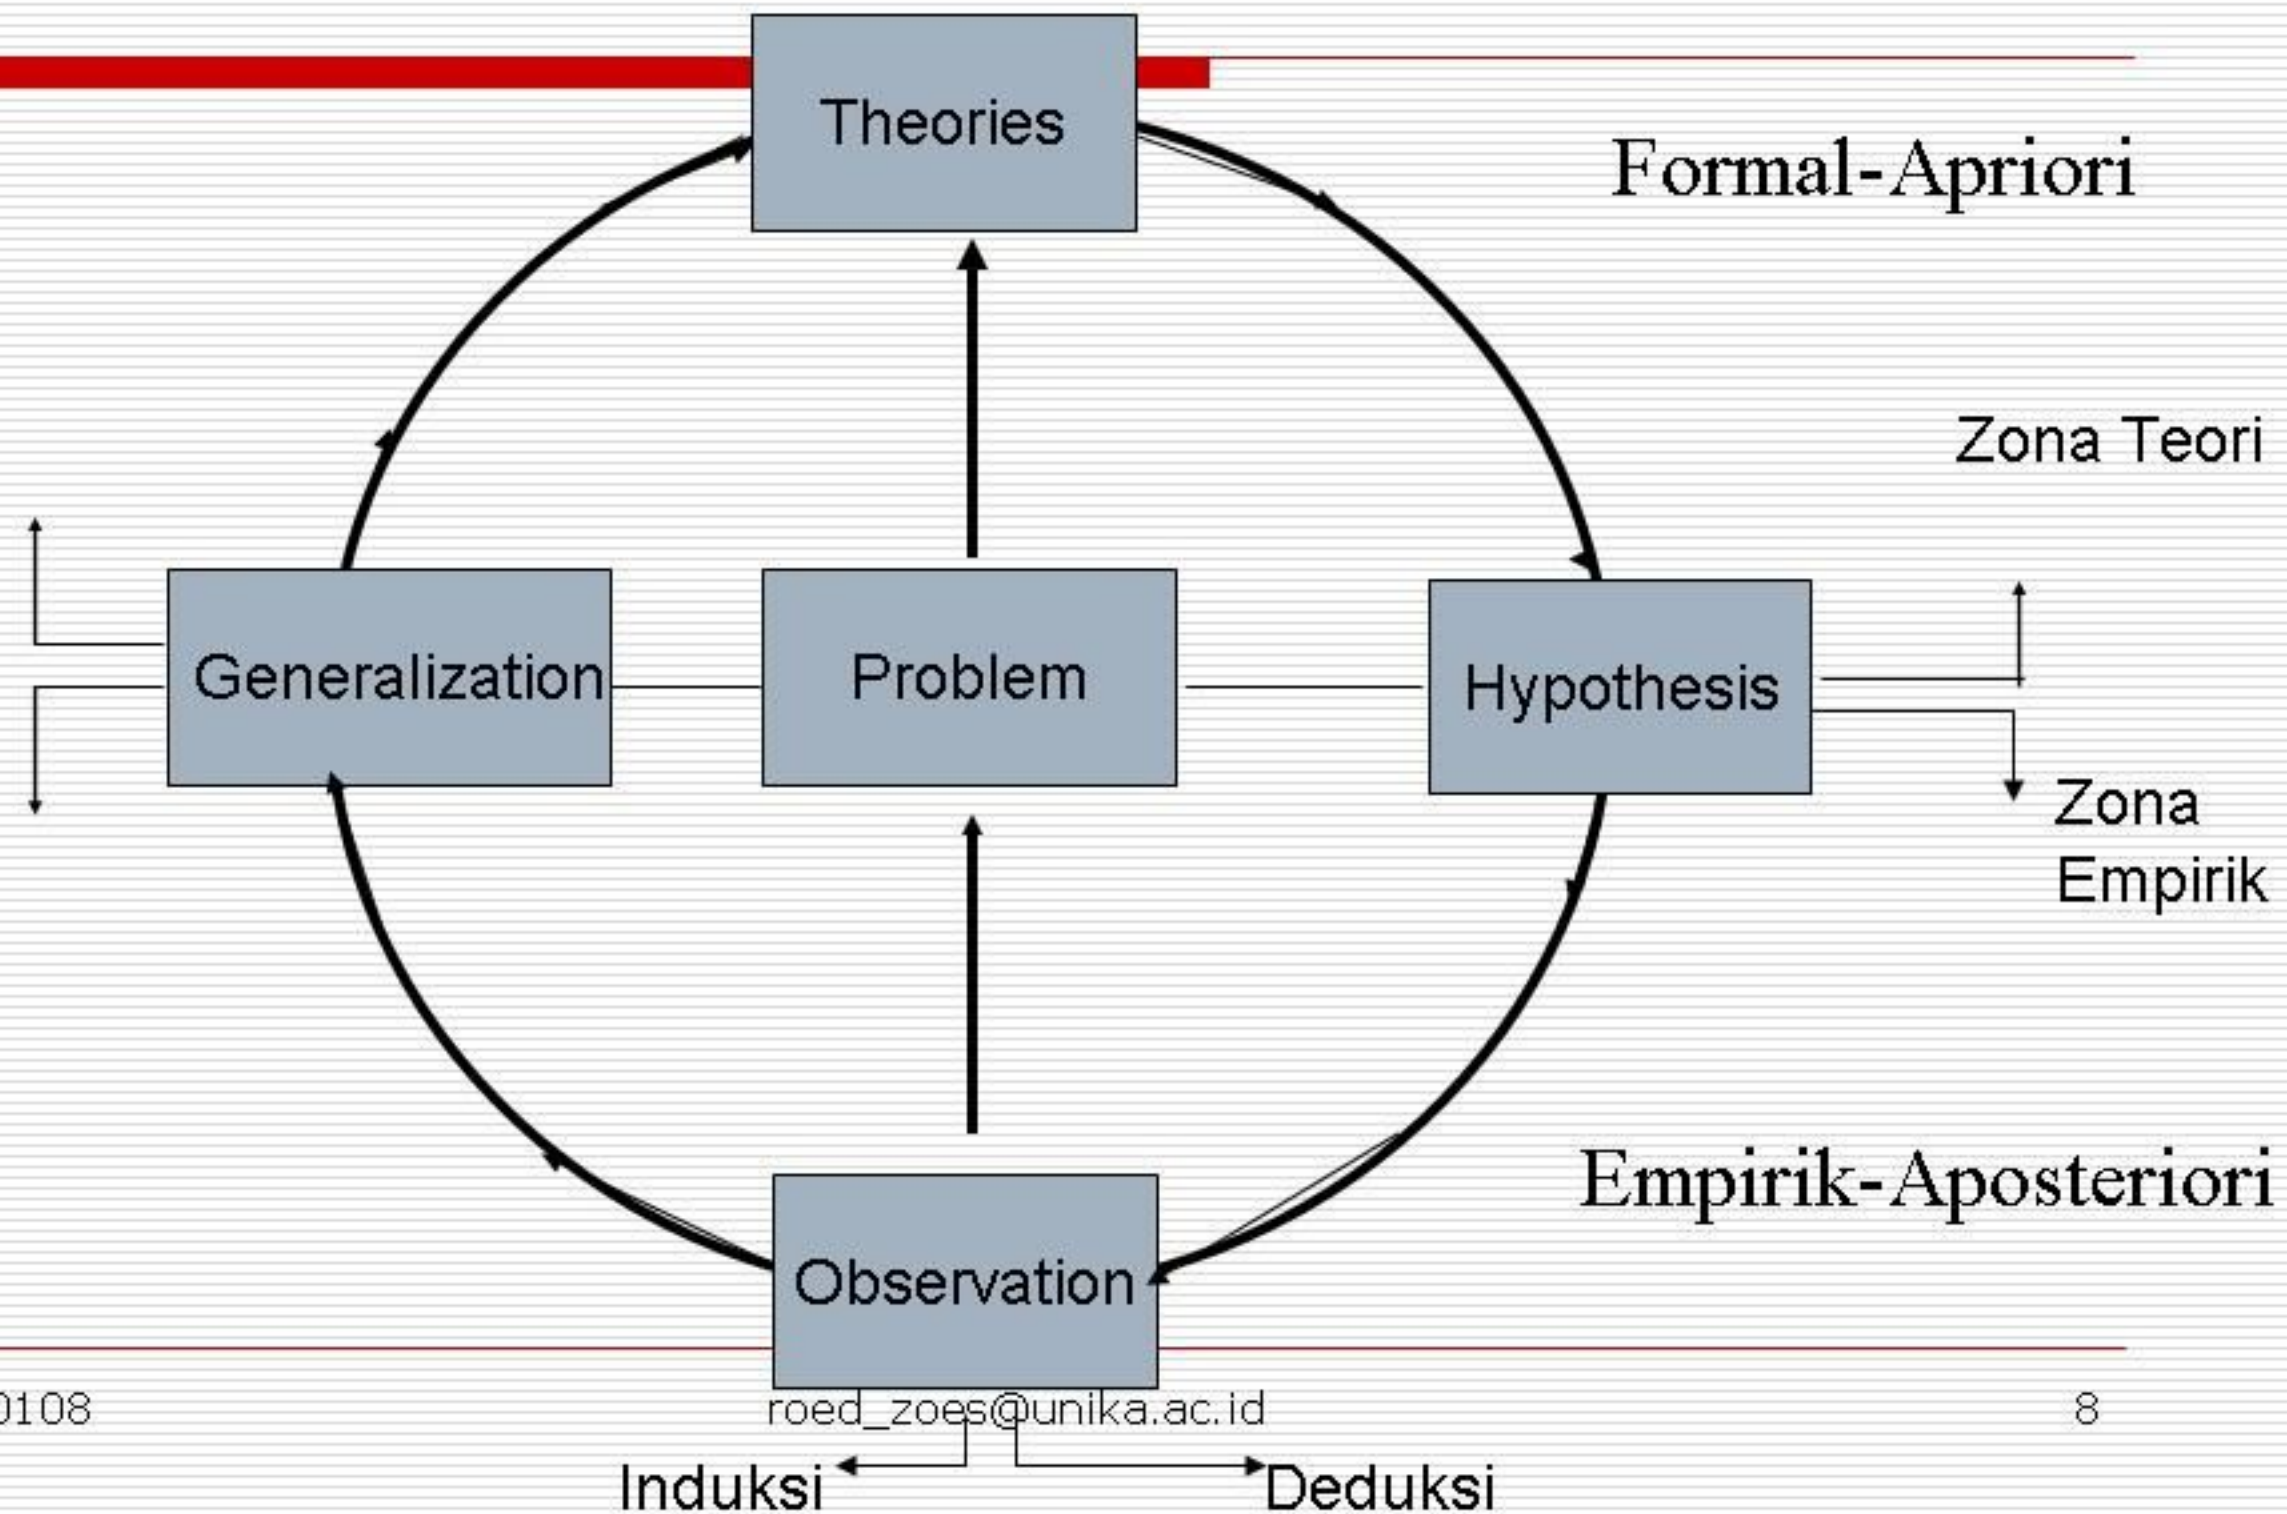 Theories
Formal-Apriori
Zona Teori
Generalization
Problem
Hypothesis
Zona
Empirik
Empirik-Aposteriori
Observation
0108
roed_zoes@unika.ac.id
8
Induksi
Deduksi